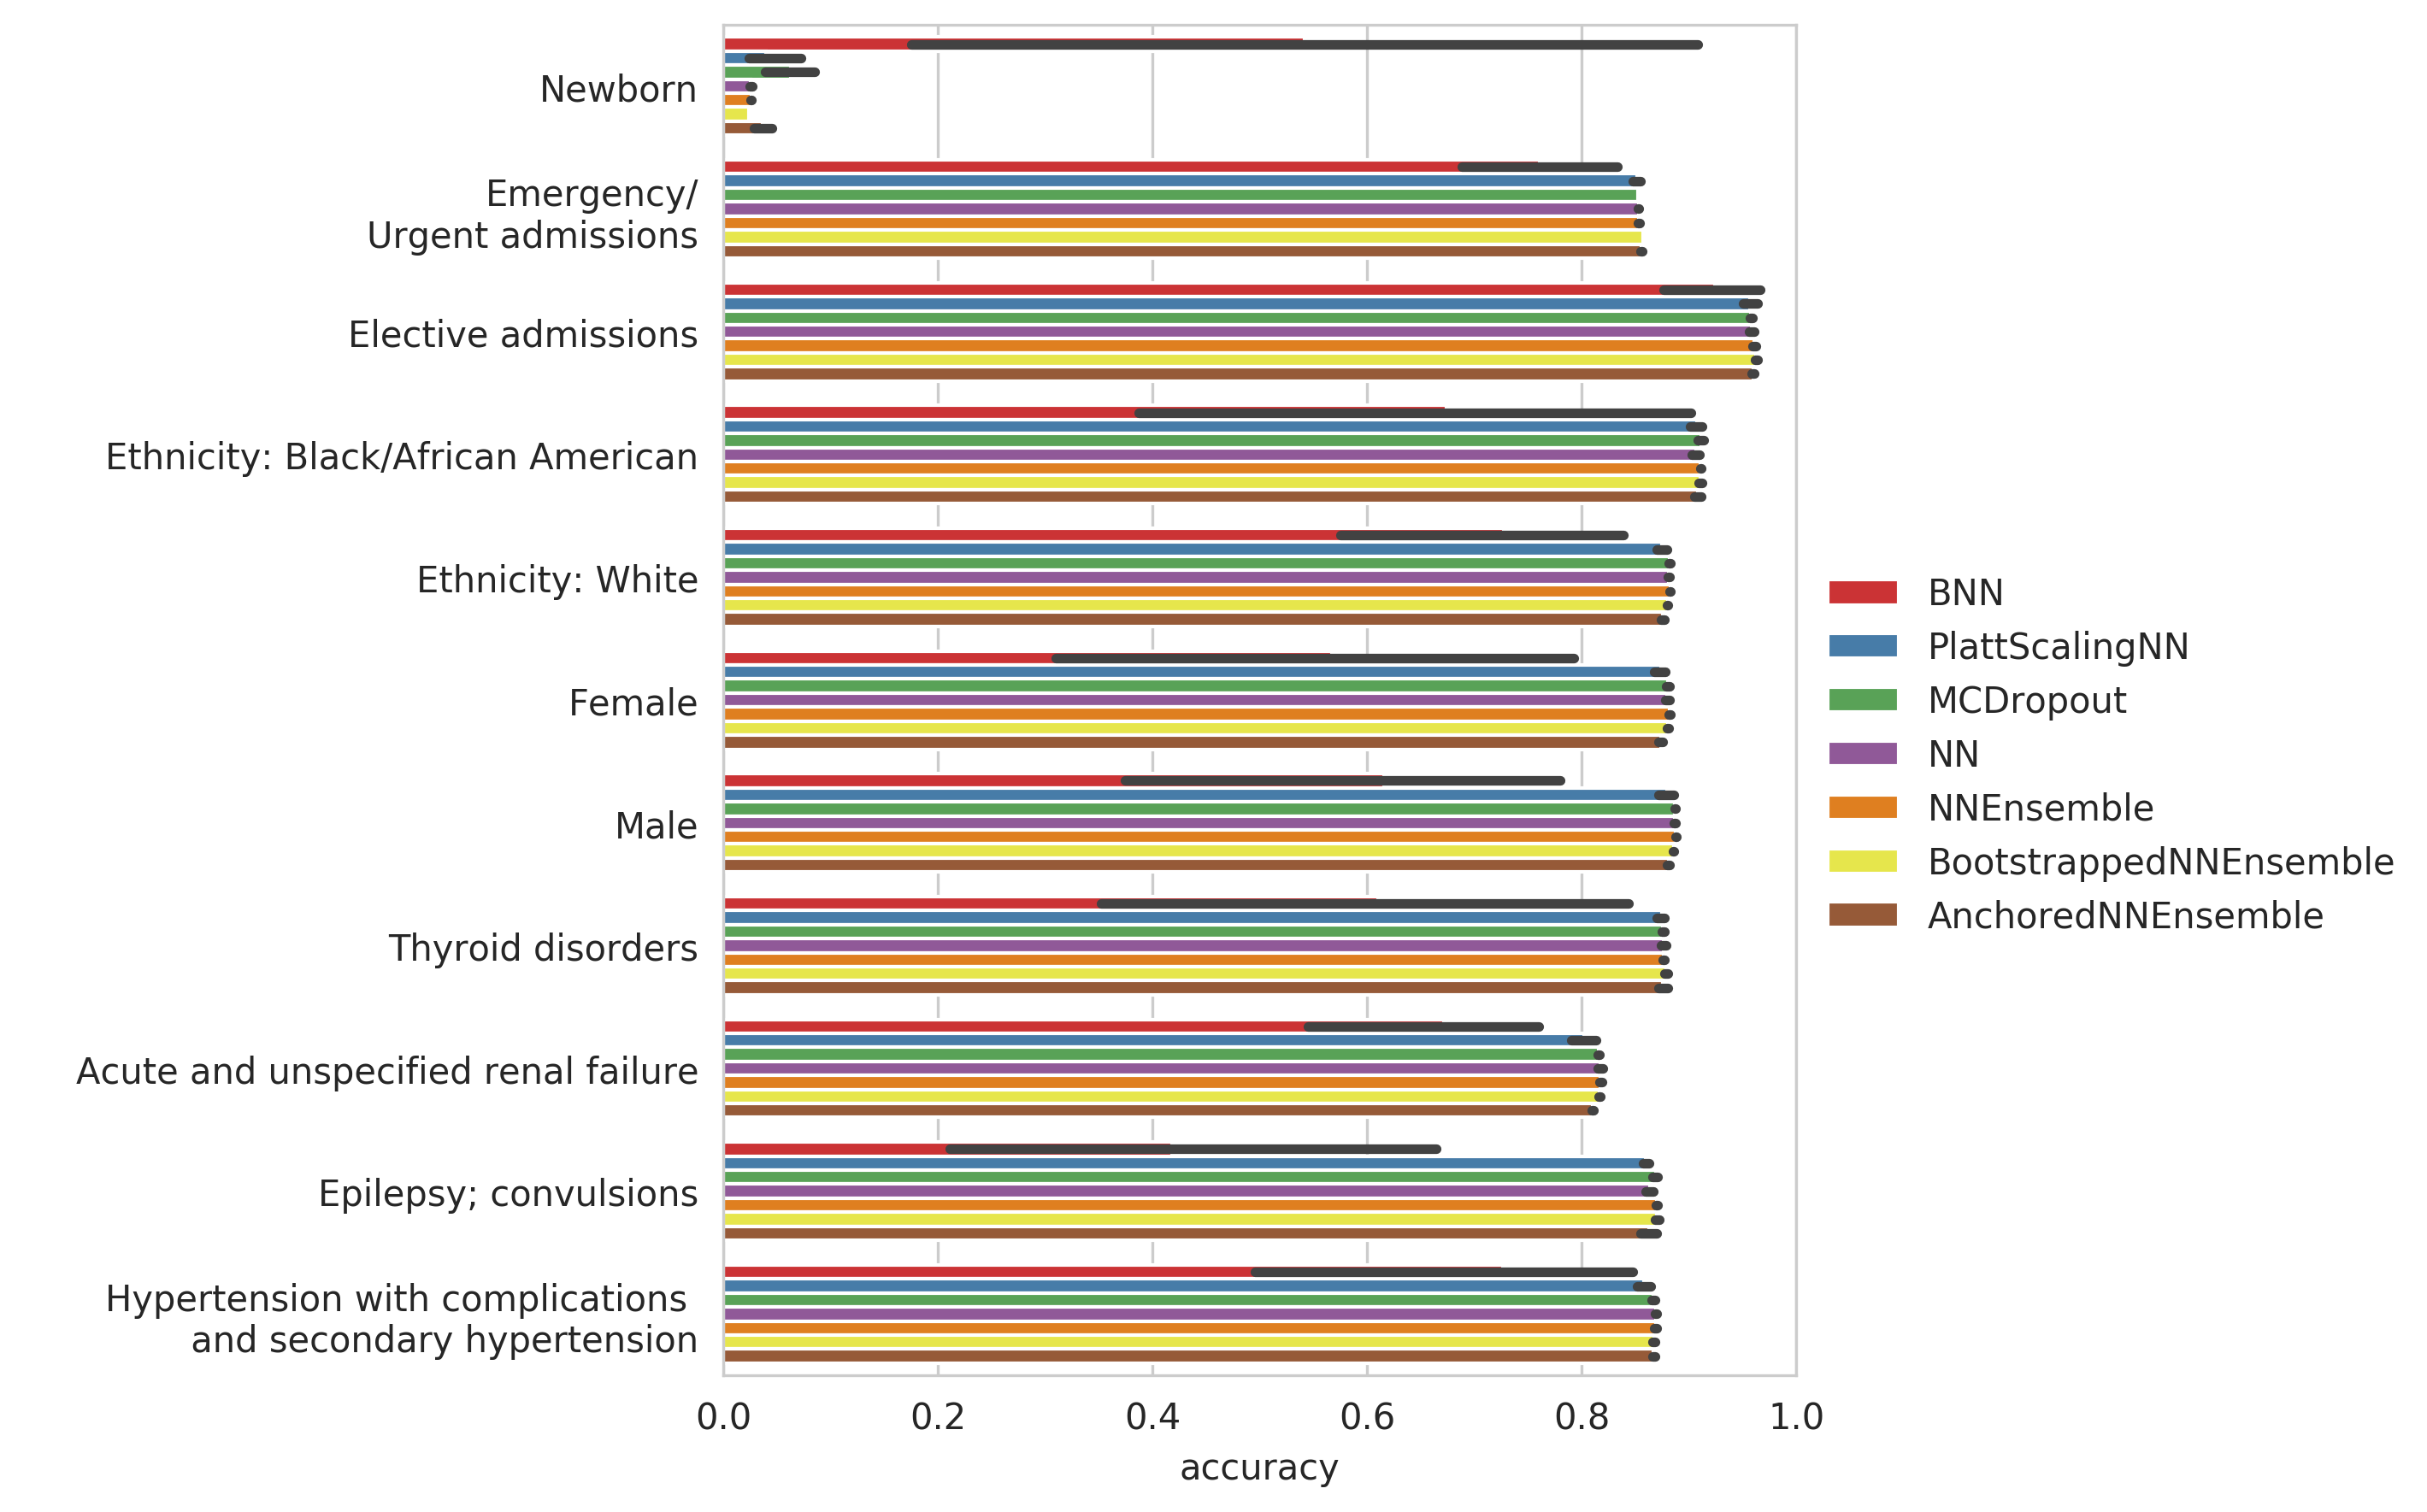 Newborn
Emergency/
Urgent admissions
Elective admissions
Ethnicity: Black/African American
Ethnicity: White
Female
Male
Thyroid disorders
Acute and unspecified renal failure
Epilepsy; convulsions
Hypertension with complications
and secondary hypertension
0.0 0.2 0.4 0.6 0.8 1.0
accuracy
BNN
PlattScalingNN
MCDropout
NN
NNEnsemble
BootstrappedNNEnsemble
AnchoredNNEnsemble